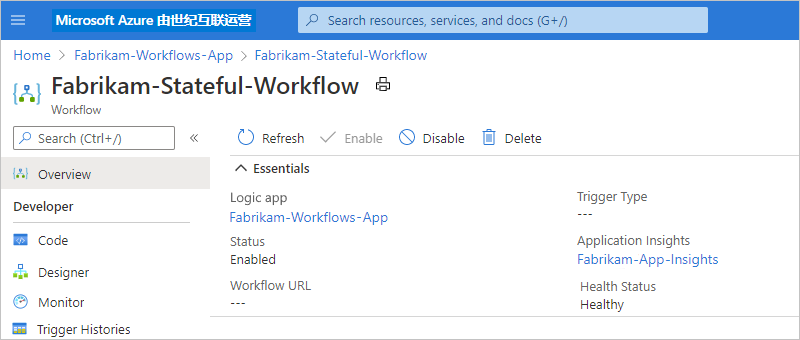 Microsoft Azure 由世纪互联运营
Search resources, services, and docs (G+/)
Home > Fabrikam-Workflows-App > Fabrikam-Stateful-Workflow
Fabrikam-Stateful-Workflow
Workflow
Search (Ctrl+/) «
Refresh Enable Disable Delete
Overview
Developer
Code
Designer
Monitor
Trigger Histories
Essentials
Logic app
Fabrikam-Workflows-App
Status
Enabled
Workflow URL
---
Trigger Type
---
Application Insights
Fabrikam-App-Insights
Health Status
Healthy